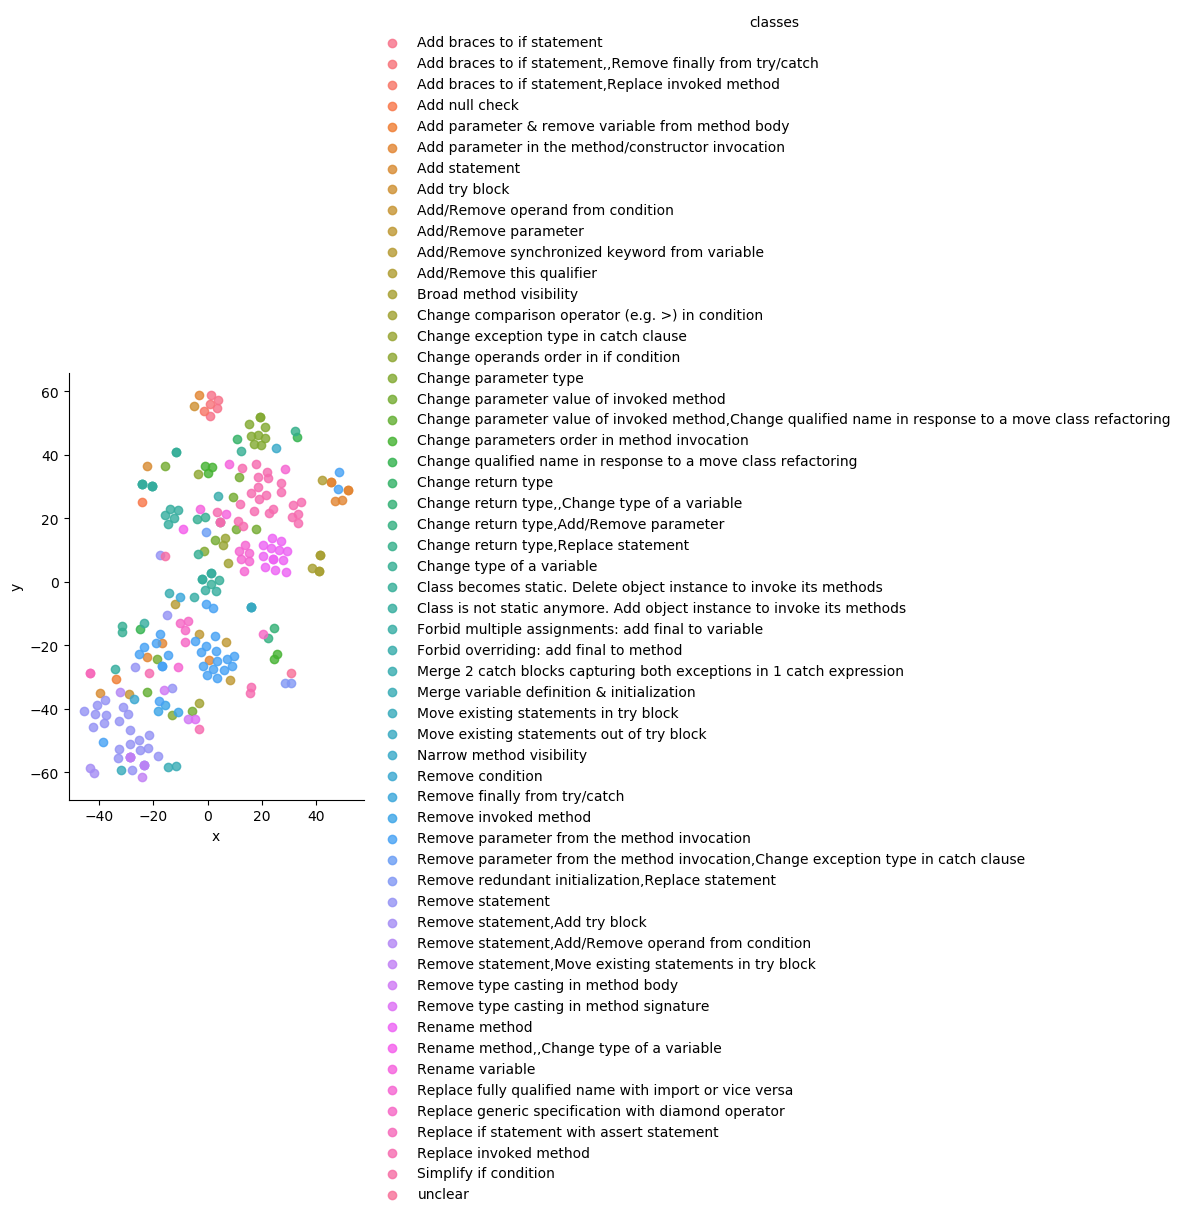 classes
Add braces to if statement
Add braces to if statement,,Remove finally from try/catch
Add braces to if statement,Replace invoked method
Add null check
Add parameter & remove variable from method body
Add parameter in the method/constructor invocation
Add statement
Add try block
Add/Remove operand from condition
Add/Remove parameter
Add/Remove synchronized keyword from variable
Add/Remove this qualifier
Broad method visibility
Change comparison operator (e.g. >) in condition
Change exception type in catch clause
Change operands order in if condition
Change parameter type
Change parameter value of invoked method
Change parameter value of invoked method,Change qualified name in response to a move class refactoring
Change parameters order in method invocation
Change qualified name in response to a move class refactoring
Change return type
Change return type,,Change type of a variable
Change return type,Add/Remove parameter
Change return type,Replace statement
Change type of a variable
Class becomes static. Delete object instance to invoke its methods
Class is not static anymore. Add object instance to invoke its methods
Forbid multiple assignments: add final to variable
Forbid overriding: add final to method
Merge 2 catch blocks capturing both exceptions in 1 catch expression
Merge variable definition & initialization
Move existing statements in try block
Move existing statements out of try block
Narrow method visibility
Remove condition
Remove finally from try/catch
Remove invoked method
Remove parameter from the method invocation
Remove parameter from the method invocation,Change exception type in catch clause
Remove redundant initialization,Replace statement
Remove statement
Remove statement,Add try block
Remove statement,Add/Remove operand from condition
Remove statement,Move existing statements in try block
Remove type casting in method body
Remove type casting in method signature
Rename method
Rename method,,Change type of a variable
Rename variable
Replace fully qualified name with import or vice versa
Replace generic specification with diamond operator
Replace if statement with assert statement
Replace invoked method
Simplify if condition
unclear
60
40
20
0
−20
−40
−60
y
−40 −20 0 20 40
x